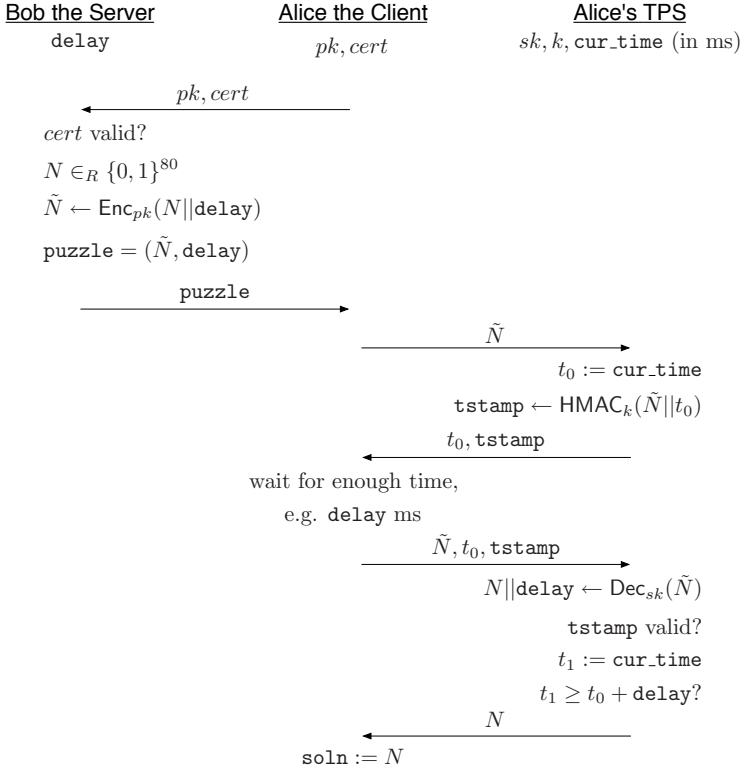 Bob the Server Alice the Client Alice's TPS
delay pk, cert sk, k, cur_time (in ms)
pk, cert
cert valid?
N ∈_R {0, 1}^80
Ñ ← Enc_pk(N||delay)
puzzle = (Ñ, delay)
puzzle
Ñ
t_0 := cur_time
tstamp ← HMAC_k(Ñ||t_0)
t_0, tstamp
wait for enough time,
e.g. delay ms
Ñ, t_0, tstamp
N||delay ← Dec_sk(Ñ)
tstamp valid?
t_1 := cur_time
t_1 ≥ t_0 + delay?
N
soln := N